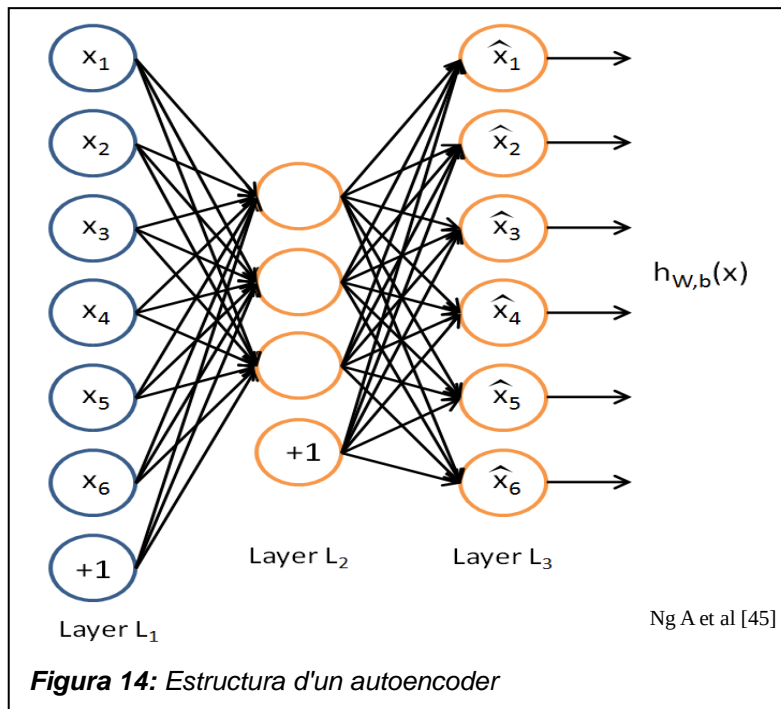 x₁
x₂
x₃
x₄
x₅
x₆
+1
Layer L₁
+1
Layer L₂
x̂₁
x̂₂
x̂₃
x̂₄
x̂₅
x̂₆
Layer L₃
h_W,b(x)
Ng A et al [45]
Figura 14: Estructura d'un autoencoder